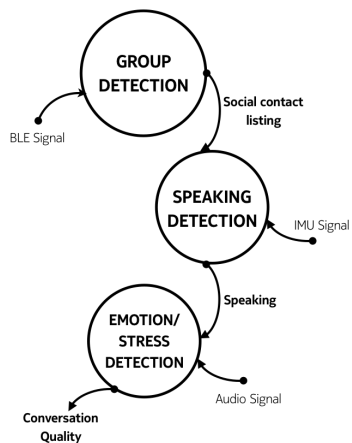 GROUP
DETECTION
BLE Signal
Social contact
listing
SPEAKING
DETECTION
IMU Signal
Speaking
EMOTION/
STRESS
DETECTION
Audio Signal
Conversation
Quality